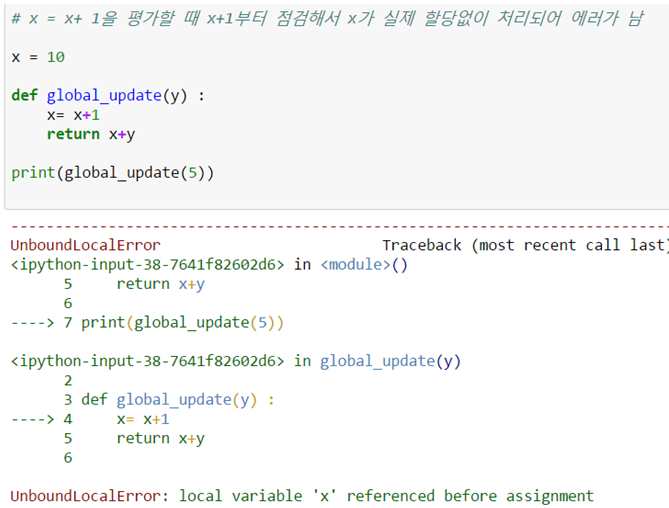 # x = x+ 1을 평가할 때 x+1부터 점검해서 x가 실제 할당없이 처리되어 에러가 남
x = 10
def global_update(y) :
    x= x+1
    return x+y
print(global_update(5))
---------------------------------------------------------------------------
UnboundLocalError                         Traceback (most recent call last)
<ipython-input-38-7641f82602d6> in <module>()
      5     return x+y
      6
----> 7 print(global_update(5))
<ipython-input-38-7641f82602d6> in global_update(y)
      2
      3 def global_update(y) :
----> 4     x= x+1
      5     return x+y
      6
UnboundLocalError: local variable 'x' referenced before assignment